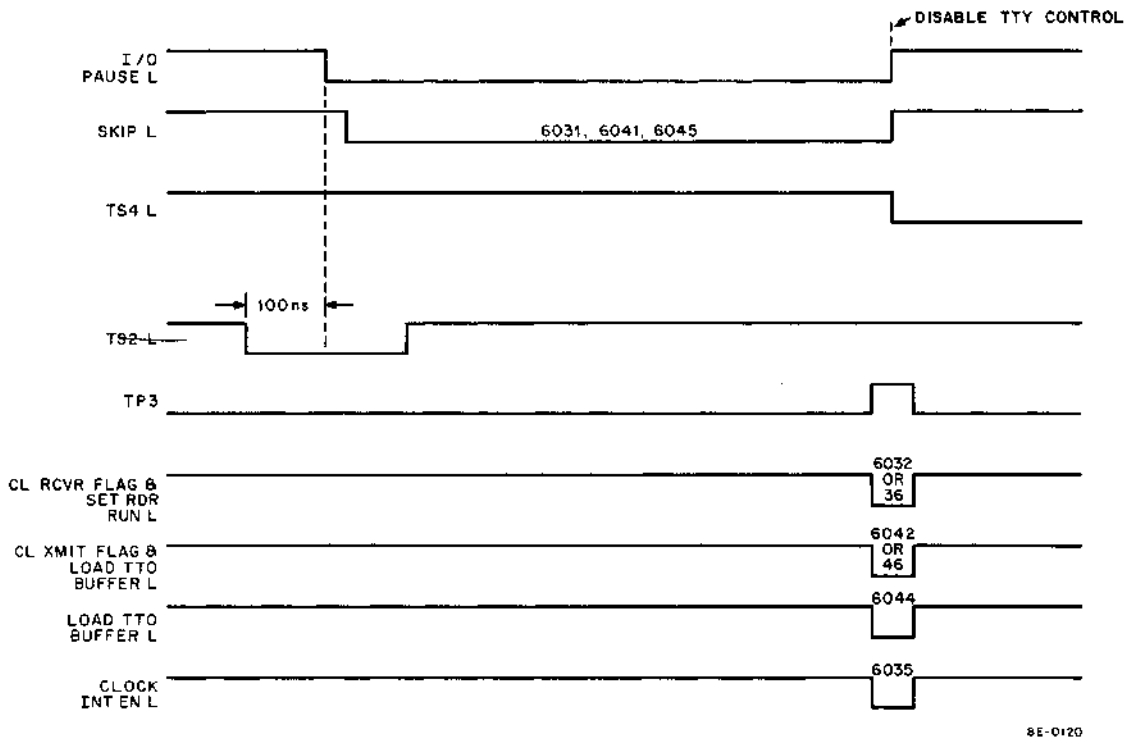 DISABLE TTY CONTROL
I/O
PAUSE L
SKIP L
6031, 6041, 6045
TS4 L
100ns
TS2 L
TP3
CL RCVR FLAG &
SET RDR
RUN L
6032
OR
36
CL XMIT FLAG &
LOAD TTO
BUFFER L
6042
OR
46
LOAD TTO
BUFFER L
6044
CLOCK
INT EN L
6035
8E-0120